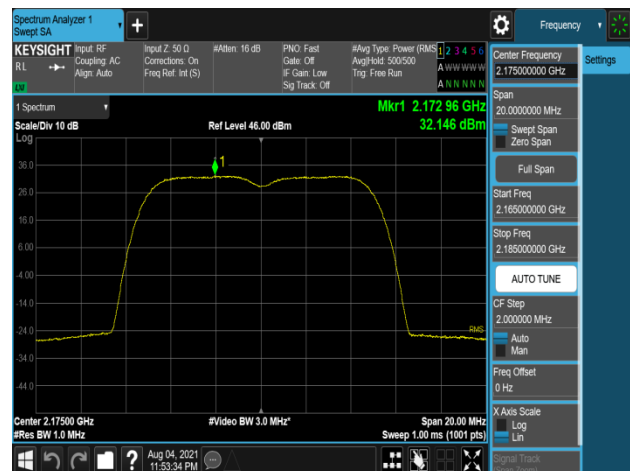 Spectrum Analyzer 1
Swept SA
+
Frequency
KEYSIGHT
RL
Input: RF
Coupling: AC
Align: Auto
Input Z: 50 Ω
Corrections: On
Freq Ref: Int (S)
#Atten: 16 dB
PNO: Fast
Gate: Off
IF Gain: Low
Sig Track: Off
#Avg Type: Power (RMS
Avg|Hold: 500/500
Trig: Free Run
1 2 3 4 5 6
A W W W W W
A N N N N N
1 Spectrum
Scale/Div 10 dB
Ref Level 46.00 dBm
Mkr1 2.172 96 GHz
32.146 dBm
Log
36.0
26.0
16.0
6.00
-4.00
-14.0
-24.0
-34.0
-44.0
1
RMS
Center 2.17500 GHz
#Res BW 1.0 MHz
#Video BW 3.0 MHz*
Span 20.00 MHz
Sweep 1.00 ms (1001 pts)
Aug 04, 2021
11:53:34 PM
?
Center Frequency
2.175000000 GHz
Span
20.0000000 MHz
Swept Span
Zero Span
Full Span
Start Freq
2.165000000 GHz
Stop Freq
2.185000000 GHz
AUTO TUNE
CF Step
2.000000 MHz
Auto
Man
Freq Offset
0 Hz
X Axis Scale
Log
Lin
Signal Track
(Span Zoom)
Settings